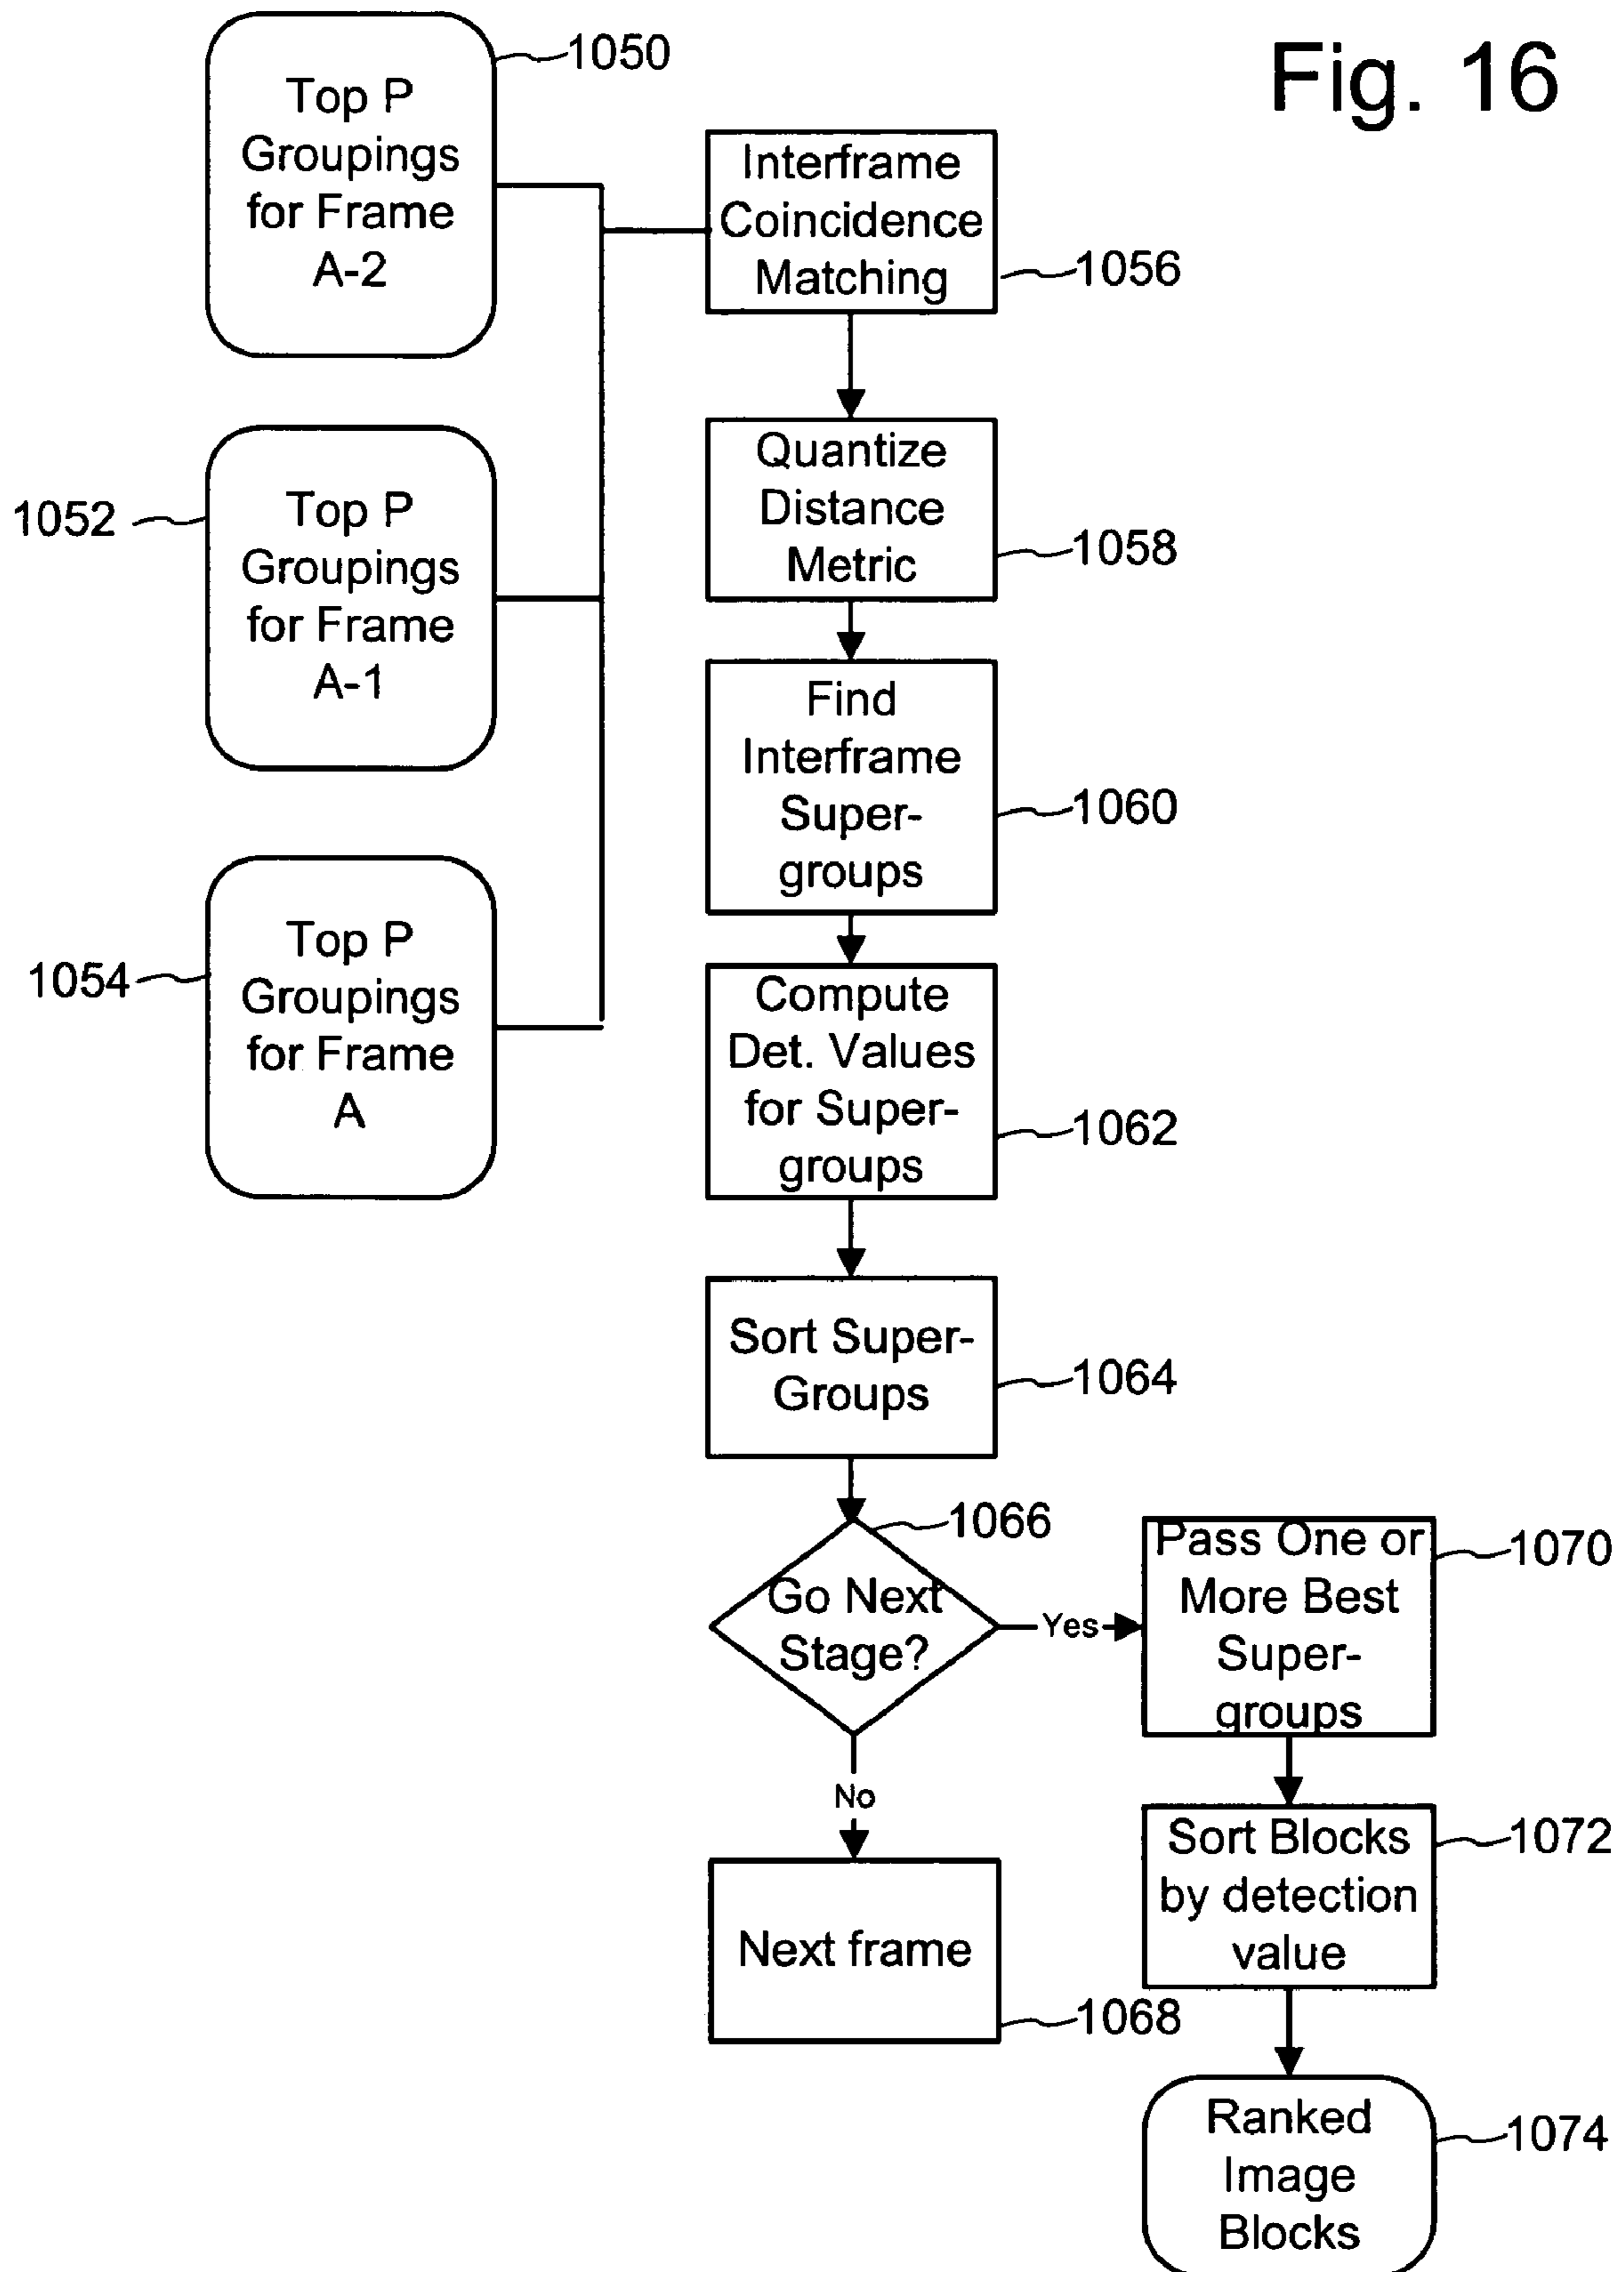 Fig. 16
1050
Top P
Groupings
for Frame
A-2
Interframe
Coincidence
Matching
1056
1052
Top P
Groupings
for Frame
A-1
Quantize
Distance
Metric
1058
Find
Interframe
Super-
groups
1060
1054
Top P
Groupings
for Frame
A
Compute
Det. Values
for Super-
groups
1062
Sort Super-
Groups
1064
1066
Go Next
Stage?
Yes
No
Pass One or
More Best
Super-
groups
1070
Next frame
1068
Sort Blocks
by detection
value
1072
Ranked
Image
Blocks
1074